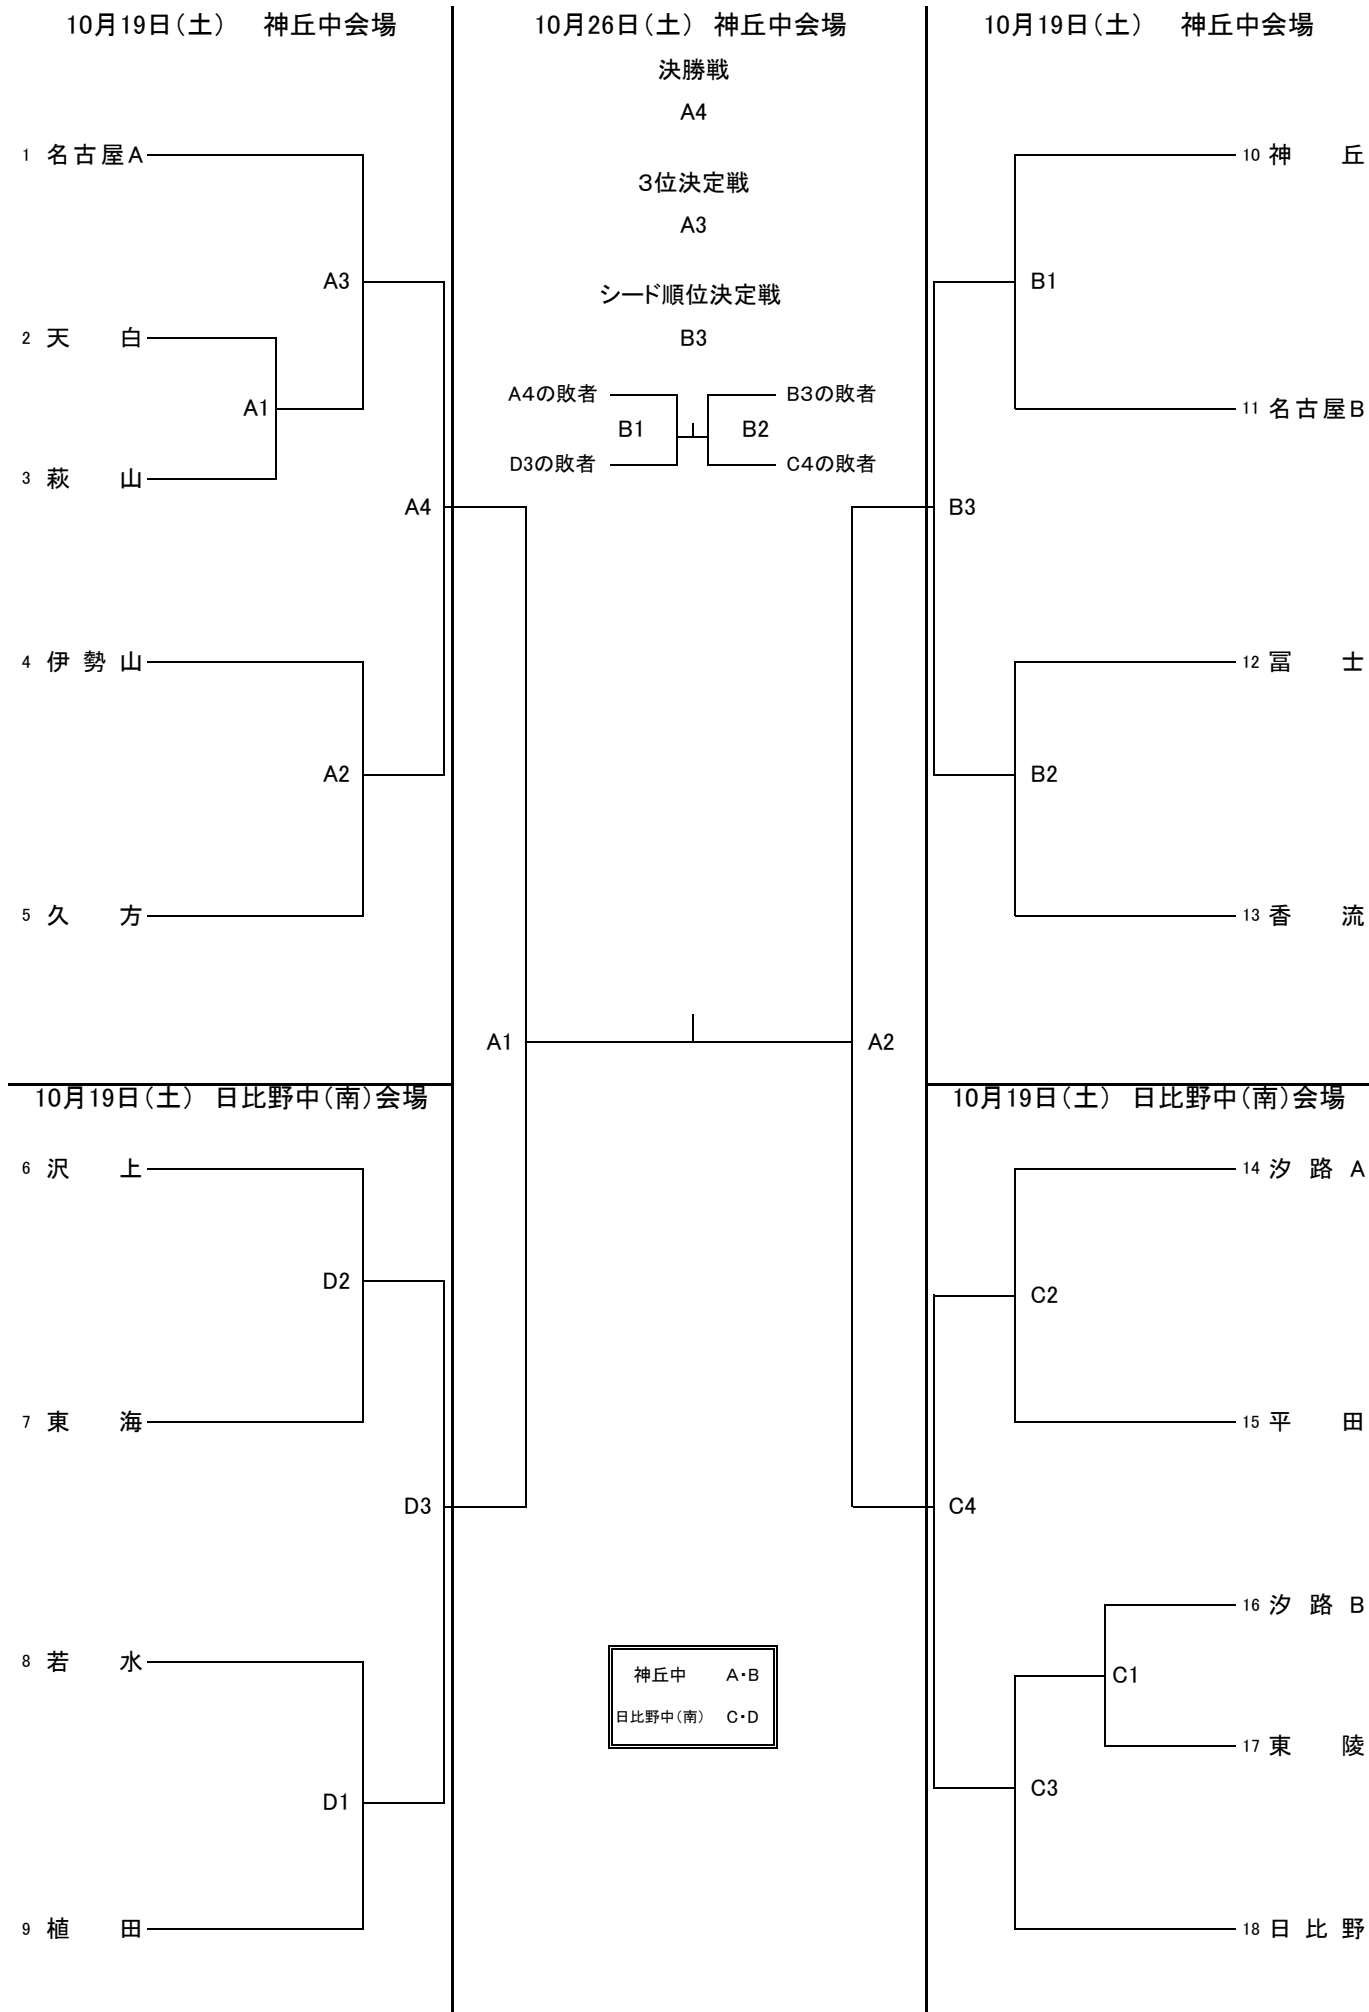 10月19日(土)　神丘中会場
1 名古屋A
A3
2 天　白
A1
3 萩　山
A4
4 伊勢山
A2
5 久　方
10月19日(土) 日比野中(南)会場
6 沢　上
D2
7 東　海
D3
8 若　水
D1
9 植　田
10月26日(土) 神丘中会場
決勝戦
A4
3位決定戦
A3
シード順位決定戦
B3
A4の敗者　B3の敗者
B1　B2
D3の敗者　C4の敗者
A1　A2
神丘中　A・B
日比野中(南)　C・D
10月19日(土)　神丘中会場
10 神　丘
B1
11 名古屋B
B3
12 冨　士
B2
13 香　流
10月19日(土) 日比野中(南)会場
14 汐路A
C2
15 平　田
C4
16 汐路B
C1
17 東　陵
C3
18 日比野